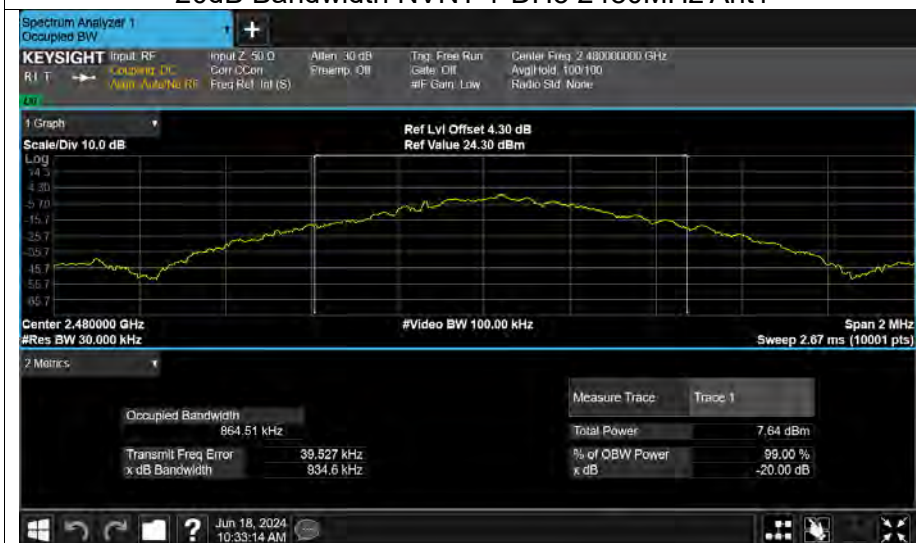 20dB Bandwidth NVNT 1-DH5 2480MHz Ant1
Spectrum Analyzer 1
Occupied BW
+
KEYSIGHT Input: RF
Coupling: DC
Align: Auto/No RF
Input Z: 50 Ω
Corr CCorr
Freq Ref: Int (S)
Atten: 30 dB
Preamp: Off
Trig: Free Run
Gate: Off
#IF Gain: Low
Center Freq: 2.480000000 GHz
Avg|Hold: 100/100
Radio Std: None
1 Graph
Scale/Div 10.0 dB
Ref Lvl Offset 4.30 dB
Ref Value 24.30 dBm
Log
14.3
4.30
-5.70
-15.7
-25.7
-35.7
-45.7
-55.7
-65.7
Center 2.480000 GHz
#Res BW 30.000 kHz
#Video BW 100.00 kHz
Span 2 MHz
Sweep 2.67 ms (10001 pts)
2 Metrics
Occupied Bandwidth
864.51 kHz
Transmit Freq Error 39.527 kHz
x dB Bandwidth 934.6 kHz
Measure Trace Trace 1
Total Power 7.64 dBm
% of OBW Power 99.00 %
x dB -20.00 dB
?
Jun 18, 2024
10:33:14 AM